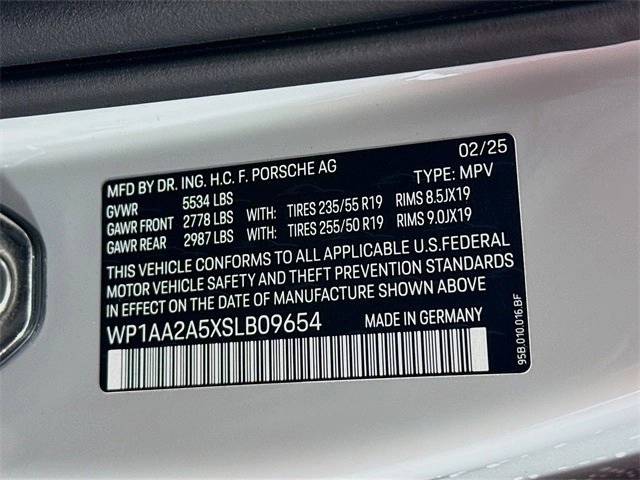 02/25
MFD BY DR. ING. H.C. F. PORSCHE AG
TYPE: MPV
GVWR 5534 LBS
GAWR FRONT 2778 LBS WITH: TIRES 235/55 R19 RIMS 8.5JX19
GAWR REAR 2987 LBS WITH: TIRES 255/50 R19 RIMS 9.0JX19
THIS VEHICLE CONFORMS TO ALL APPLICABLE U.S.FEDERAL
MOTOR VEHICLE SAFETY AND THEFT PREVENTION STANDARDS
IN EFFECT ON THE DATE OF MANUFACTURE SHOWN ABOVE
WP1AA2A5XSLB09654 MADE IN GERMANY
95B.010.016.BF